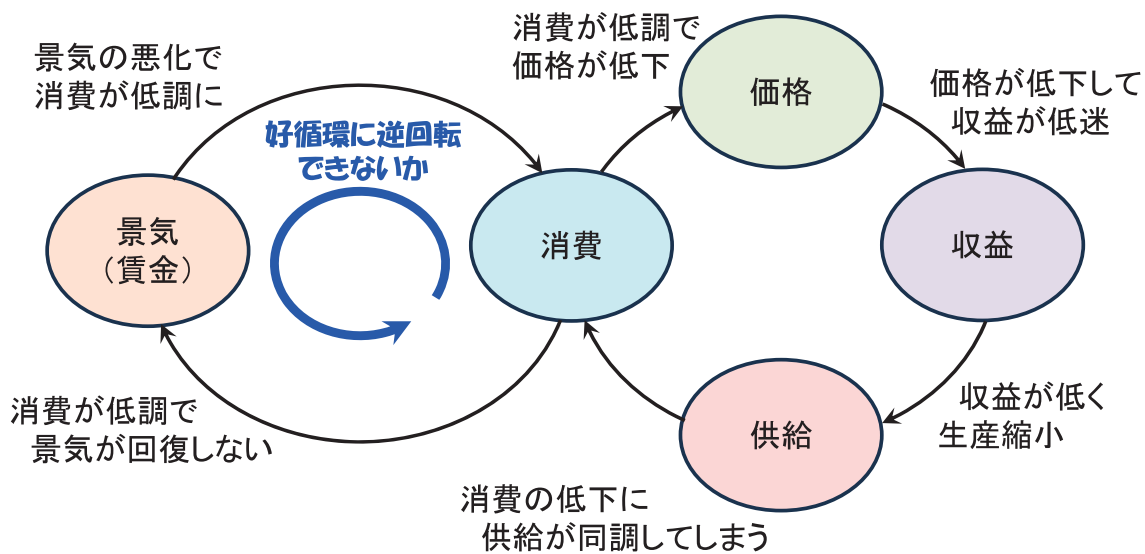 景気の悪化で
消費が低調に
好循環に逆回転
できないか
景気
（賃金）
消費
消費が低調で
景気が回復しない
消費が低調で
価格が低下
価格
価格が低下して
収益が低迷
収益
収益が低く
生産縮小
供給
消費の低下に
供給が同調してしまう